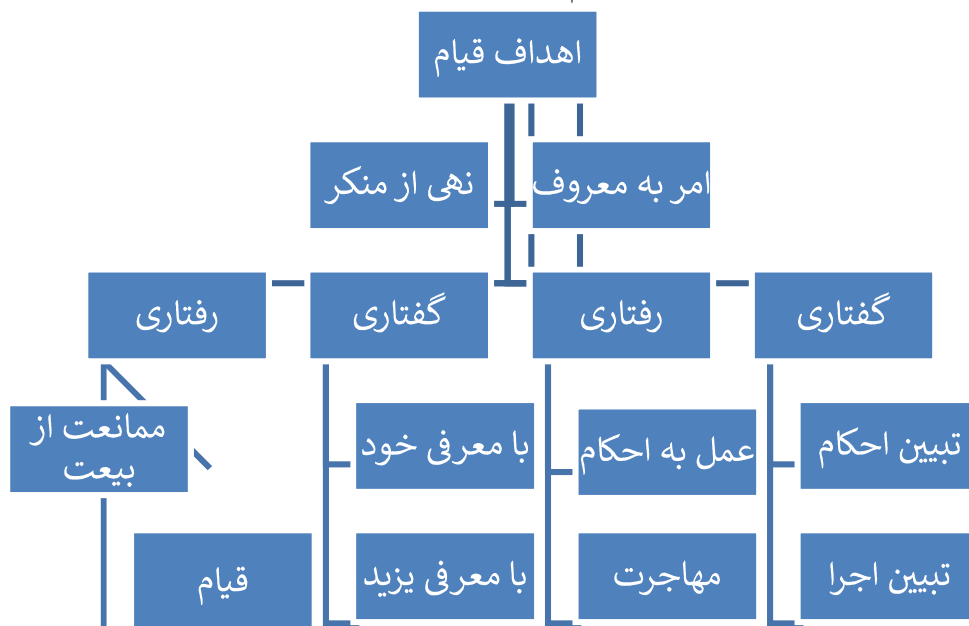 اهداف قیام
امر به معروف
نهی از منکر
گفتاری
رفتاری
گفتاری
رفتاری
تبیین احکام
عمل به احکام
با معرفی خود
ممانعت از
بیعت
تبیین اجرا
مهاجرت
با معرفی یزید
قیام